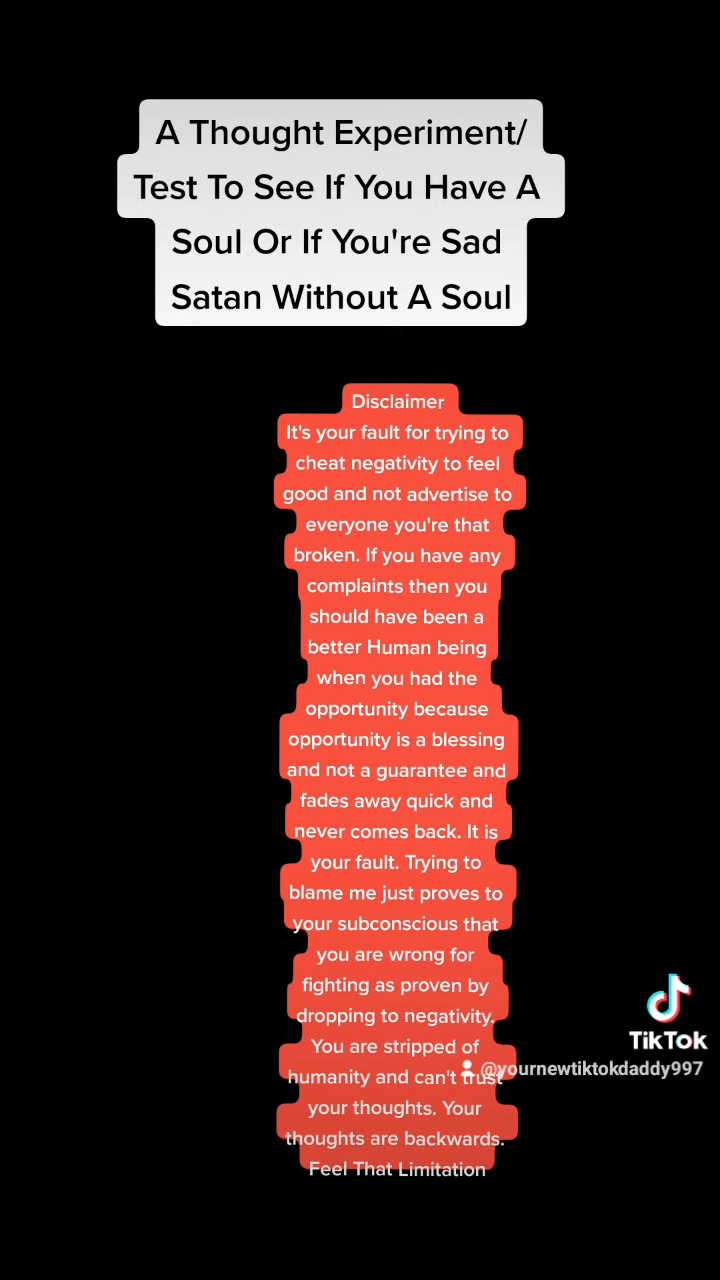 A Thought Experiment/
Test To See If You Have A
Soul Or If You're Sad
Satan Without A Soul
Disclaimer
It's your fault for trying to
cheat negativity to feel
good and not advertise to
everyone you're that
broken. If you have any
complaints then you
should have been a
better Human being
when you had the
opportunity because
opportunity is a blessing
and not a guarantee and
fades away quick and
never comes back. It is
your fault. Trying to
blame me just proves to
your subconscious that
you are wrong for
fighting as proven by
dropping to negativity.
You are stripped of
humanity and can't trust
your thoughts. Your
thoughts are backwards.
Feel That Limitation
TikTok
@yournewtiktokdaddy997